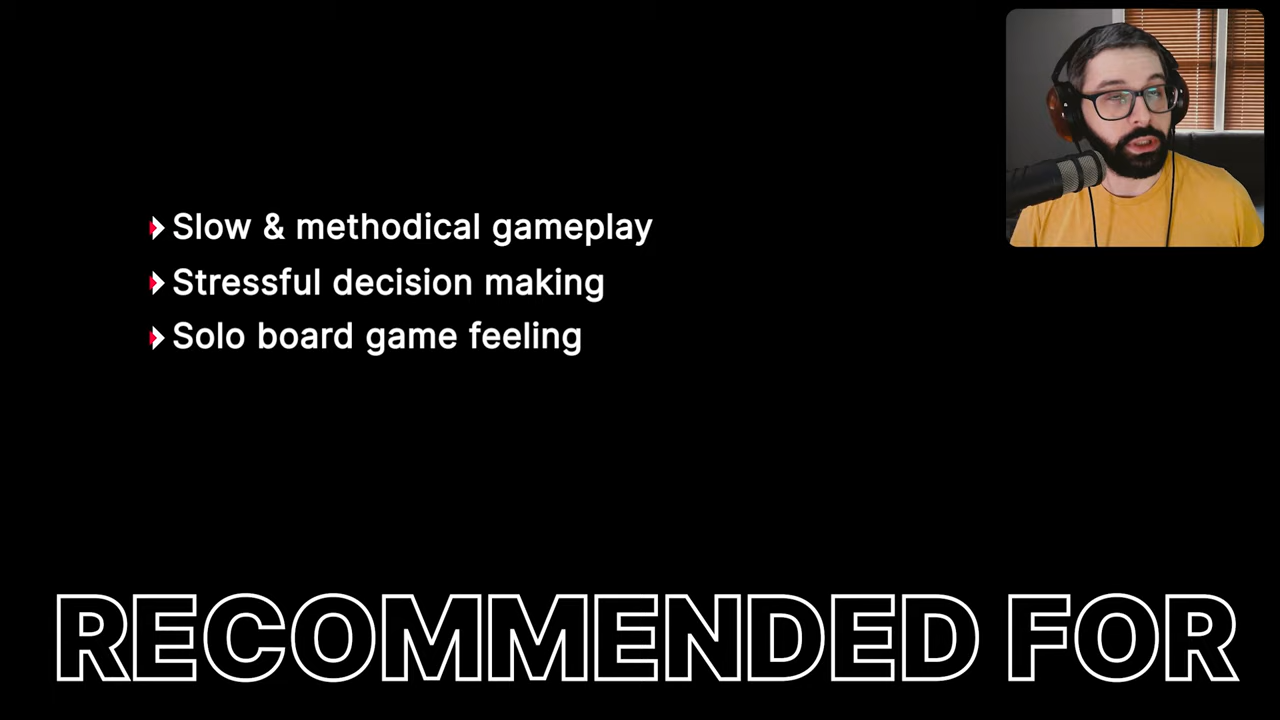 Slow & methodical gameplay
Stressful decision making
Solo board game feeling
RECOMMENDED FOR